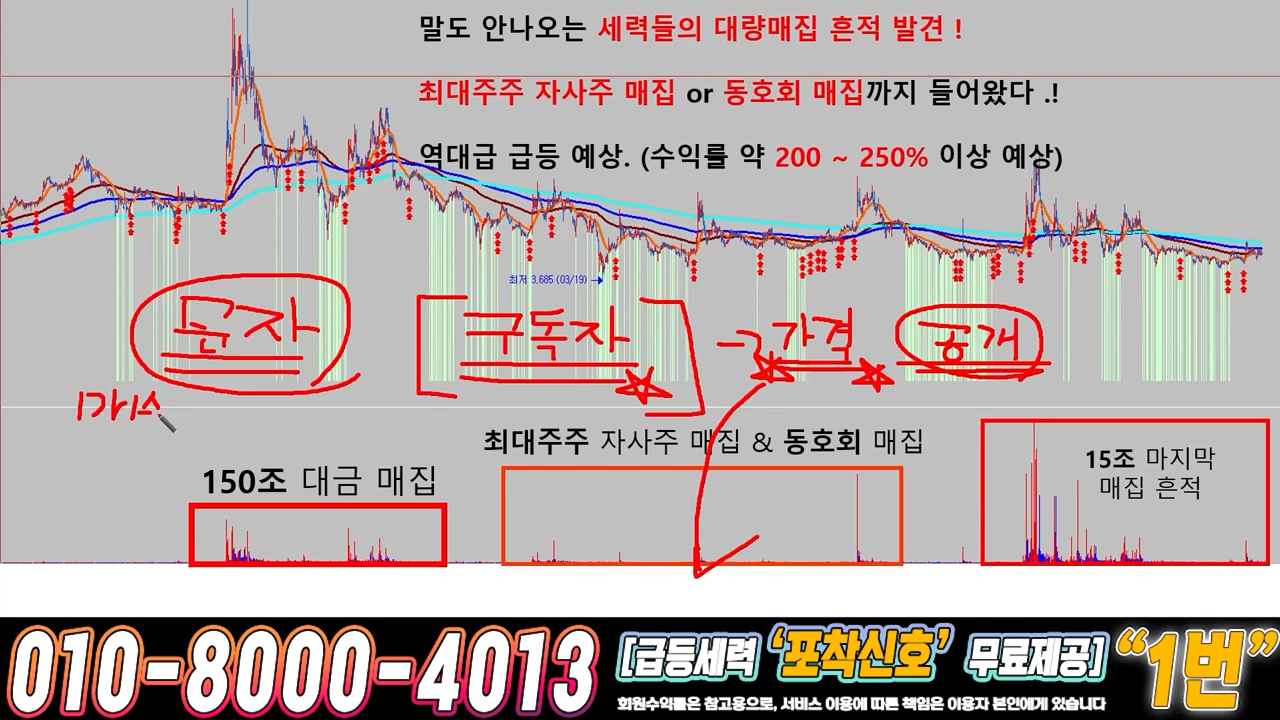 말도 안나오는 세력들의 대량매집 흔적 발견 !
최대주주 자사주 매집 or 동호회 매집까지 들어왔다 .!
역대급 급등 예상. (수익률 약 200 ~ 250% 이상 예상)
최저 3,685 (03/19)
문자
구독자
가격
공개
최대주주 자사주 매집 & 동호회 매집
150조 대금 매집
15조 마지막
매집 흔적
010-8000-4013
[급등세력 '포착신호' 무료제공] "1번"
회원수익률은 참고용으로, 서비스 이용에 따른 책임은 이용자 본인에게 있습니다